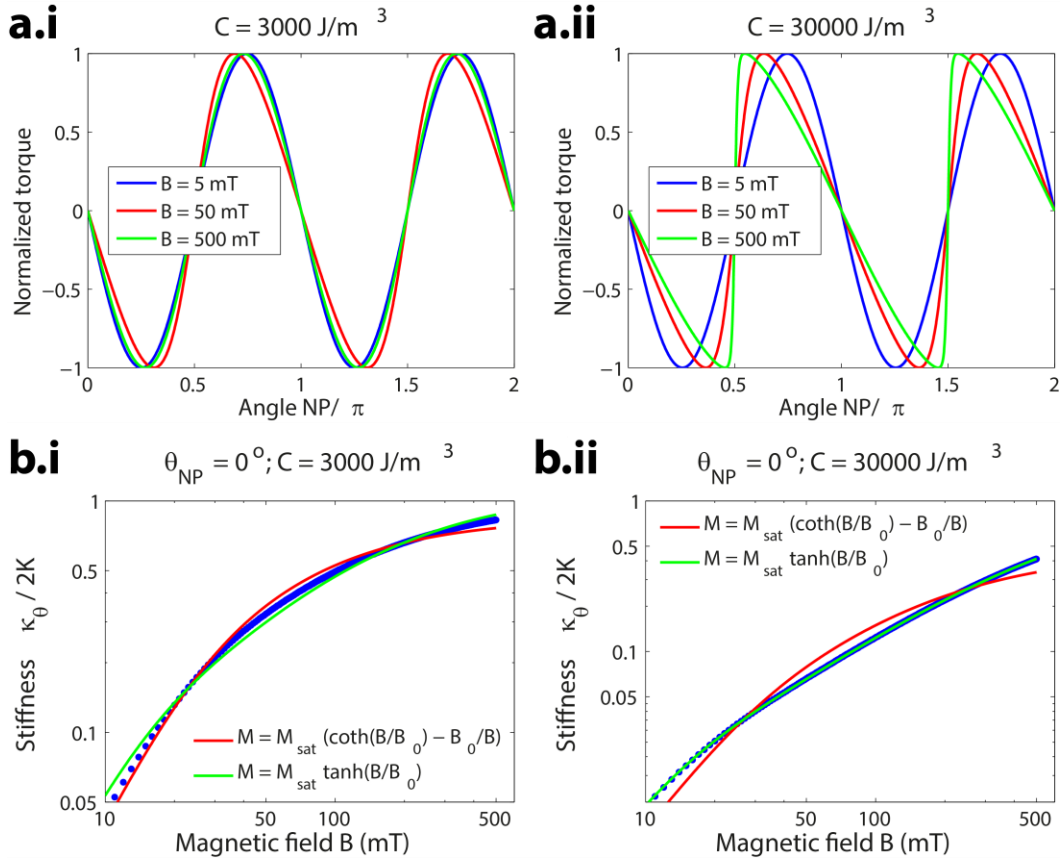 a.i
C = 3000 J/m 3
Normalized torque
1
0.5
0
−0.5
−1
B = 5 mT
B = 50 mT
B = 500 mT
0 0.5 1 1.5 2
Angle NP/ π
a.ii
C = 30000 J/m 3
Normalized torque
1
0.5
0
−0.5
−1
B = 5 mT
B = 50 mT
B = 500 mT
0 0.5 1 1.5 2
Angle NP/ π
b.i
θNP = 0 o; C = 3000 J/m 3
Stiffness κθ / 2K
1
0.5
0.1
0.05
M = M sat (coth(B/B 0) − B 0/B)
M = M sat tanh(B/B 0)
10 50 100 500
Magnetic field B (mT)
b.ii
θNP = 0 o; C = 30000 J/m 3
Stiffness κθ / 2K
1
0.5
0.1
0.05
M = M sat (coth(B/B 0) − B 0/B)
M = M sat tanh(B/B 0)
10 50 100 500
Magnetic field B (mT)